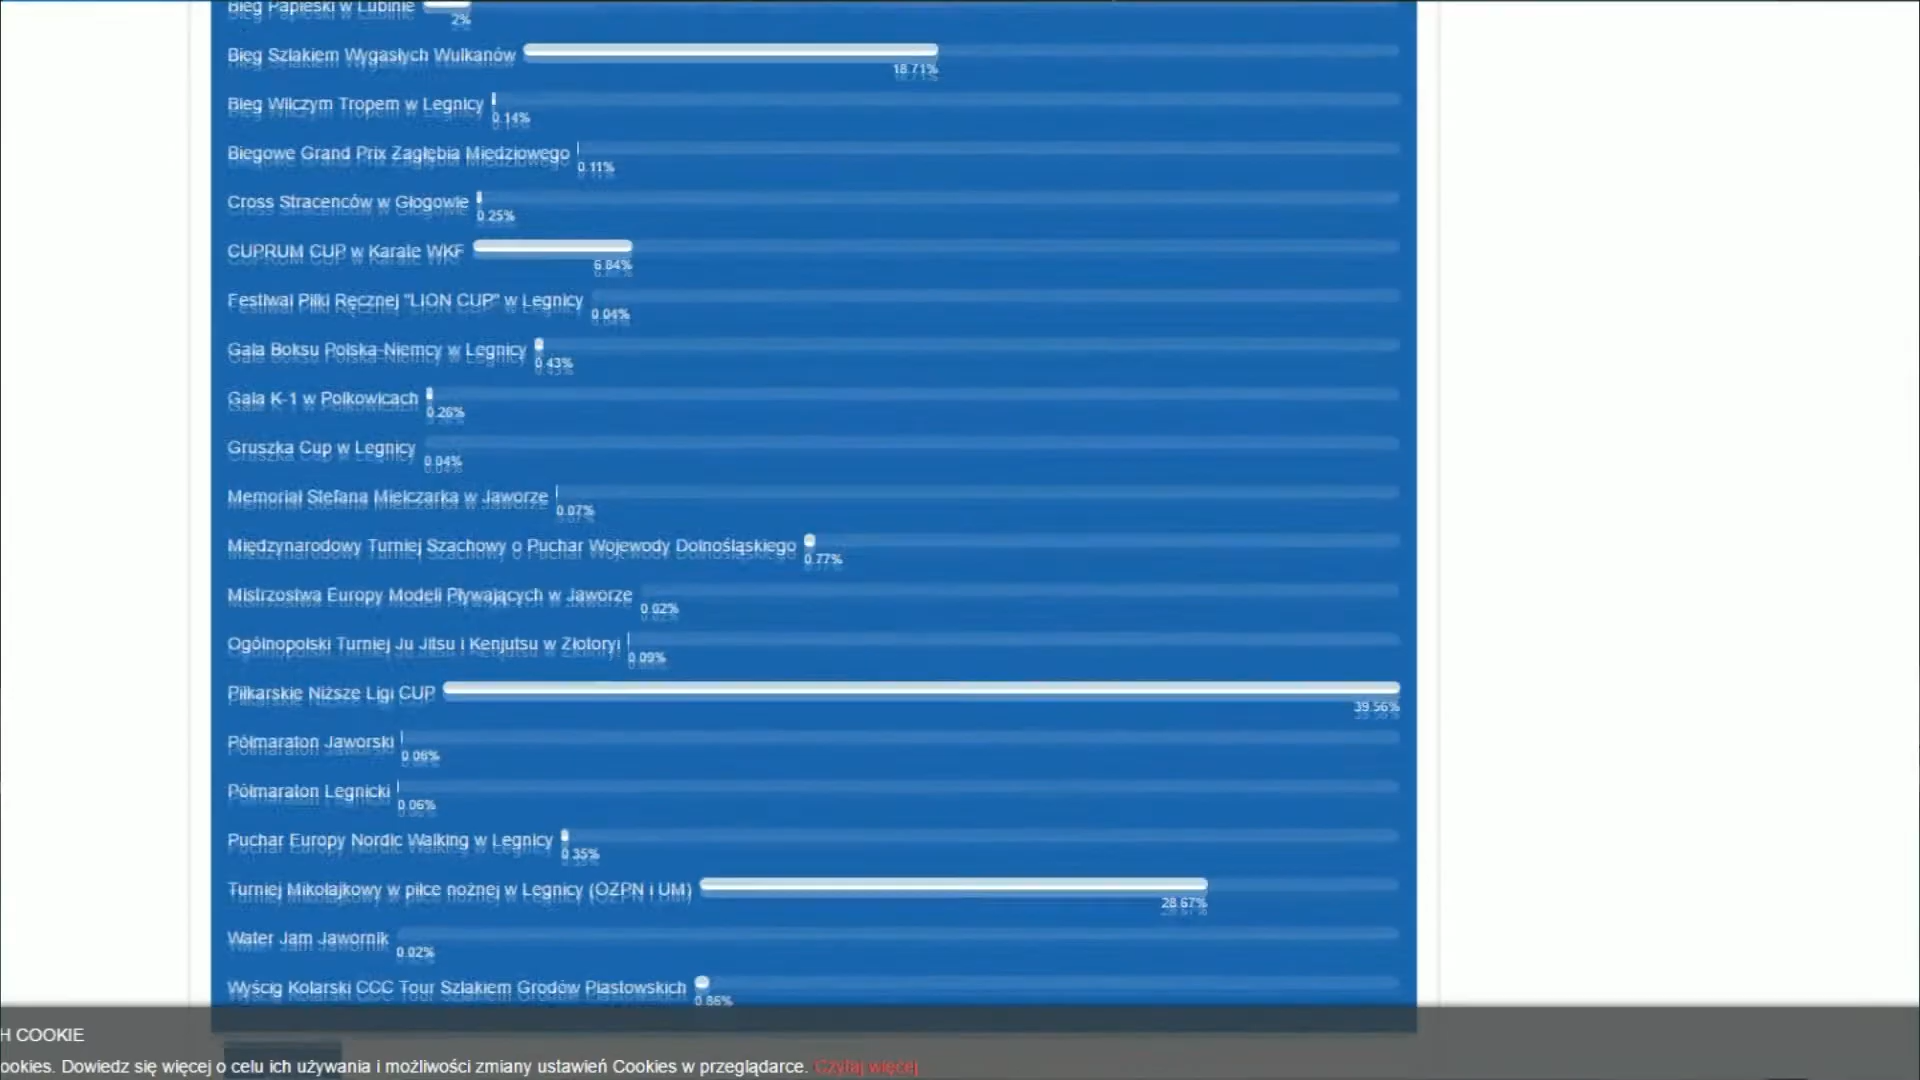 Bieg Papieski w Lubinie
2%
Bieg Szlakiem Wygasłych Wulkanów
18.71%
Bieg Wilczym Tropem w Legnicy
0.14%
Biegowe Grand Prix Zagłębia Miedziowego
0.11%
Cross Straceńców w Głogowie
0.25%
CUPRUM CUP w Karate WKF
6.84%
Festiwal Piłki Ręcznej "LION CUP" w Legnicy
0.04%
Gala Boksu Polska-Niemcy w Legnicy
0.43%
Gala K-1 w Polkowicach
0.26%
Gruszka Cup w Legnicy
0.04%
Memoriał Stefana Mielczarka w Jaworze
0.07%
Międzynarodowy Turniej Szachowy o Puchar Wojewody Dolnośląskiego
0.77%
Mistrzostwa Europy Modeli Pływających w Jaworze
0.02%
Ogólnopolski Turniej Ju Jitsu i Kenjutsu w Złotoryi
0.09%
Piłkarskie Niższe Ligi CUP
39.56%
Półmaraton Jaworski
0.06%
Półmaraton Legnicki
0.06%
Puchar Europy Nordic Walking w Legnicy
0.35%
Turniej Mikołajkowy w piłce nożnej w Legnicy (OZPN i UM)
28.67%
Water Jam Jawornik
0.02%
Wyścig Kolarski CCC Tour Szlakiem Grodów Piastowskich
0.86%
H COOKIE
ookies. Dowiedz się więcej o celu ich używania i możliwości zmiany ustawień Cookies w przeglądarce. Czytaj więcej